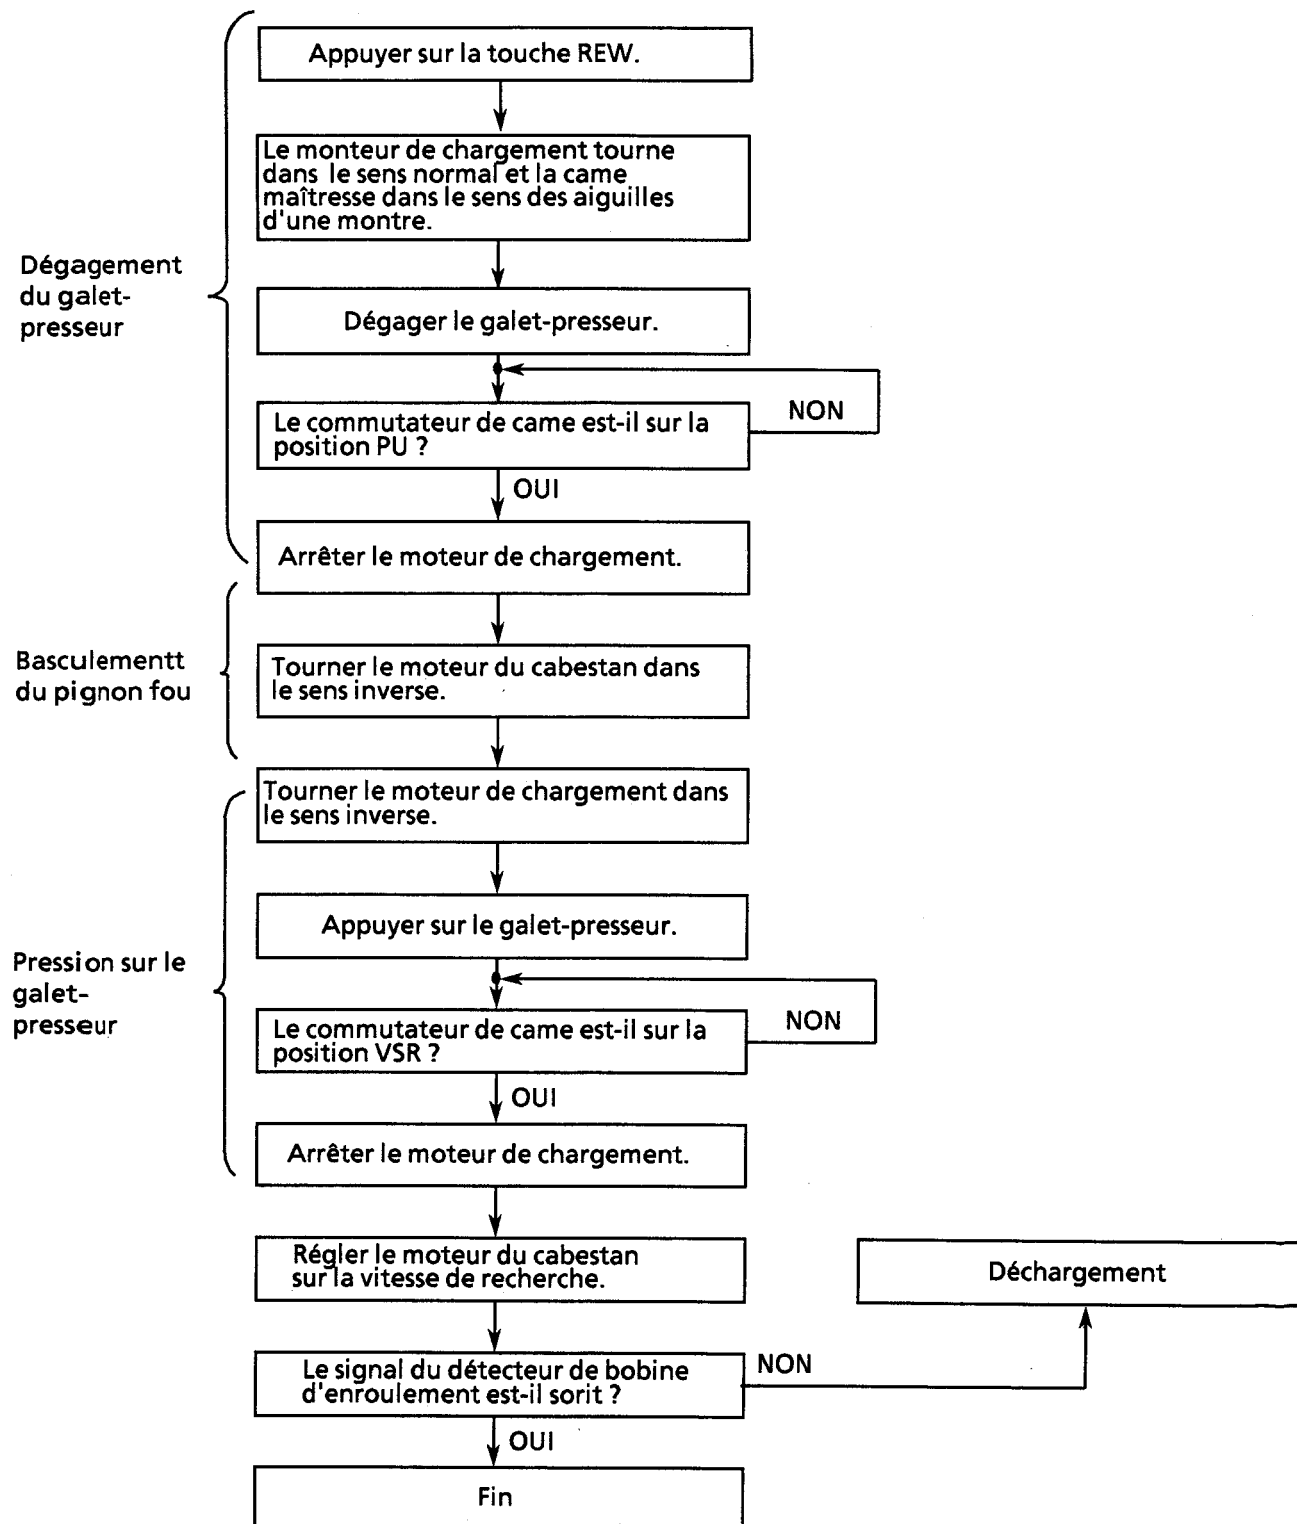 Appuyer sur la touche REW.
Le monteur de chargement tourne
dans le sens normal et la came
maîtresse dans le sens des aiguilles
d'une montre.
Dégagement
du galet-
presseur
Dégager le galet-presseur.
Le commutateur de came est-il sur la
position PU ?
NON
OUI
Arrêter le moteur de chargement.
Basculementt
du pignon fou
Tourner le moteur du cabestan dans
le sens inverse.
Tourner le moteur de chargement dans
le sens inverse.
Appuyer sur le galet-presseur.
Pression sur le
galet-
presseur
Le commutateur de came est-il sur la
position VSR ?
NON
OUI
Arrêter le moteur de chargement.
Régler le moteur du cabestan
sur la vitesse de recherche.
Déchargement
Le signal du détecteur de bobine
d'enroulement est-il sorit ?
NON
OUI
Fin